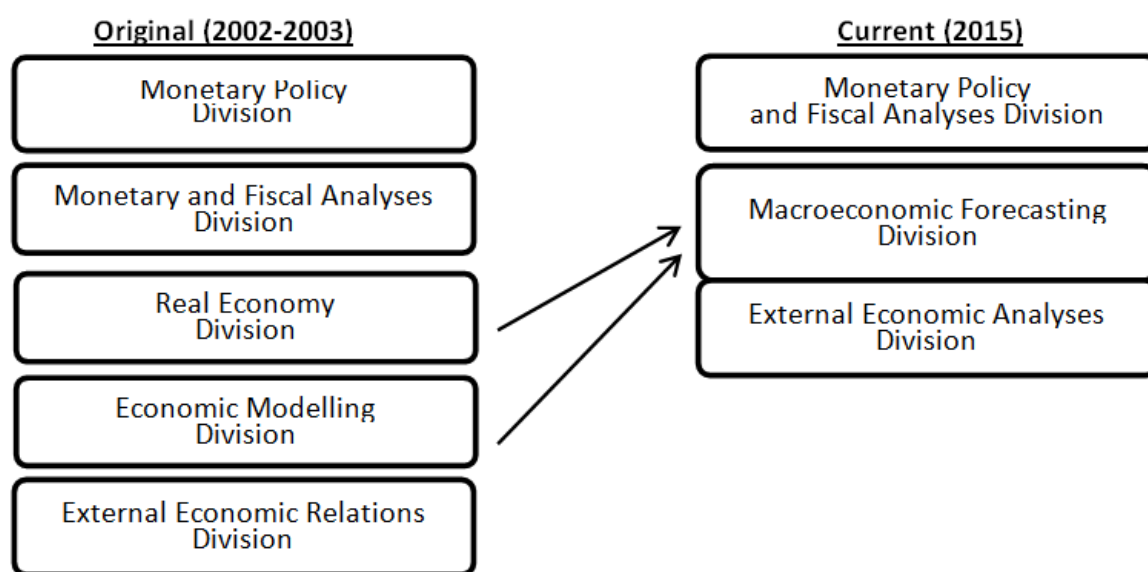 Original (2002-2003)
Monetary Policy
Division
Monetary and Fiscal Analyses
Division
Real Economy
Division
Economic Modelling
Division
External Economic Relations
Division
Current (2015)
Monetary Policy
and Fiscal Analyses Division
Macroeconomic Forecasting
Division
External Economic Analyses
Division